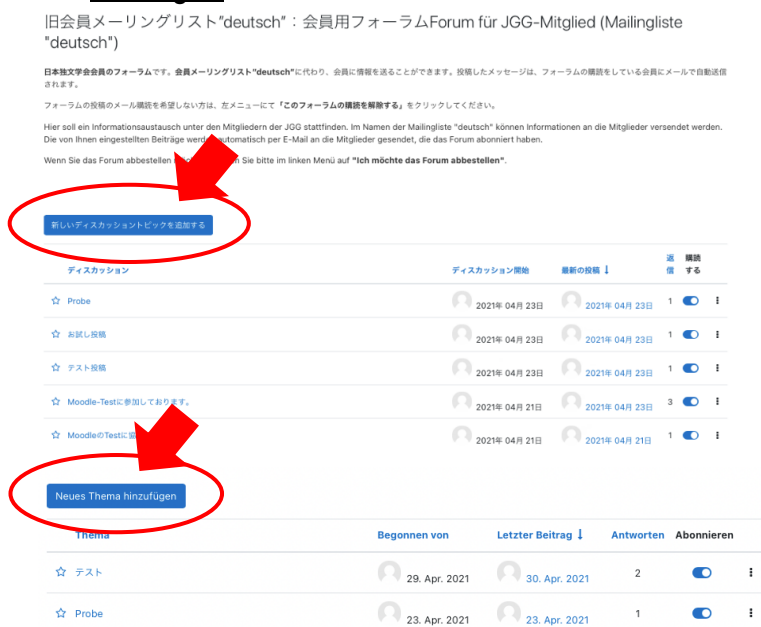 旧会員メーリングリスト"deutsch"：会員用フォーラムForum für JGG-Mitglied (Mailingliste
"deutsch")
日本独文学会会員のフォーラムです。会員メーリングリスト"deutsch"に代わり、会員に情報を送ることができます。投稿したメッセージは、フォーラムの購読をしている会員にメールで自動送信
されます。
フォーラムの投稿のメール購読を希望しない方は、左メニューにて「このフォーラムの購読を解除する」をクリックしてください。
Hier soll ein Informationsaustausch unter den Mitgliedern der JGG stattfinden. Im Namen der Mailingliste "deutsch" können Informationen an die Mitglieder versendet werden.
Die von Ihnen eingestellten Beiträge automatisch per E-Mail an die Mitglieder gesendet, die das Forum abonniert haben.
Wenn Sie das Forum abbestellen Sie bitte im linken Menü auf "Ich möchte das Forum abbestellen".
新しいディスカッショントピックを追加する
ディスカッション ディスカッション開始 最新の投稿 ↓ 返信 購読する
☆ Probe 2021年 04月 23日 2021年 04月 23日 1
☆ お試し投稿 2021年 04月 23日 2021年 04月 23日 1
☆ テスト投稿 2021年 04月 23日 2021年 04月 23日 1
☆ Moodle-Testに参加しております。 2021年 04月 21日 2021年 04月 23日 3
☆ MoodleのTestに 2021年 04月 21日 2021年 04月 21日 1
Neues Thema hinzufügen
Thema Begonnen von Letzter Beitrag ↓ Antworten Abonnieren
☆ テスト 29. Apr. 2021 30. Apr. 2021 2
☆ Probe 23. Apr. 2021 23. Apr. 2021 1